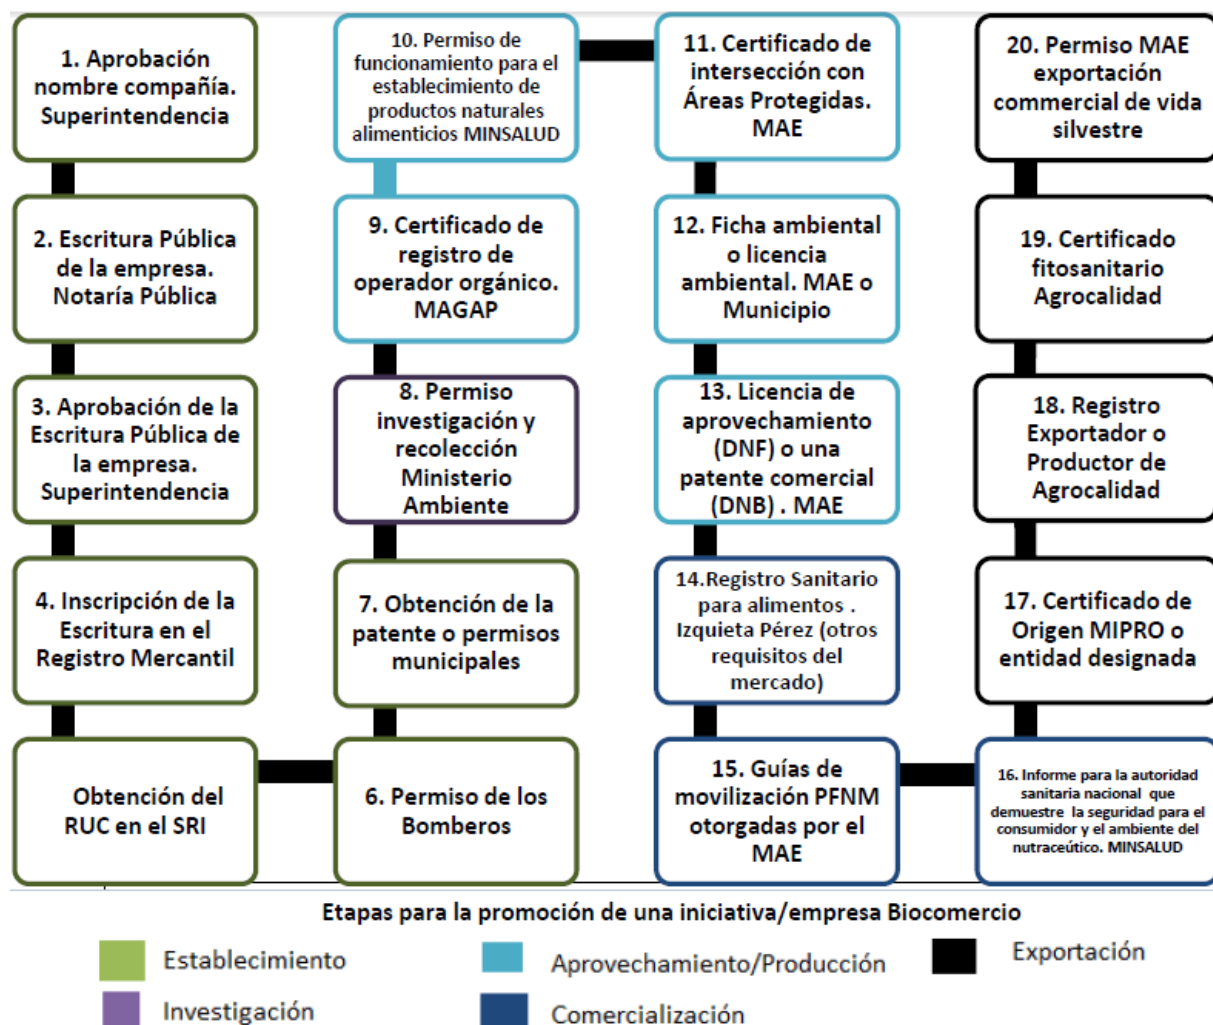 1. Aprobación
nombre compañía.
Superintendencia
2. Escritura Pública
de la empresa.
Notaría Pública
3. Aprobación de la
Escritura Pública de
la empresa.
Superintendencia
4. Inscripción de la
Escritura en el
Registro Mercantil
Obtención del
RUC en el SRI
6. Permiso de los
Bomberos
7. Obtención de la
patente o permisos
municipales
8. Permiso
investigación y
recolección
Ministerio
Ambiente
9. Certificado de
registro de
operador orgánico.
MAGAP
10. Permiso de
funcionamiento para el
establecimiento de
productos naturales
alimenticios MINSALUD
11. Certificado de
intersección con
Áreas Protegidas.
MAE
12. Ficha ambiental
o licencia
ambiental. MAE o
Municipio
13. Licencia de
aprovechamiento
(DNF) o una
patente comercial
(DNB) . MAE
14.Registro Sanitario
para alimentos .
Izquieta Pérez (otros
requisitos del
mercado)
15. Guías de
movilización PFNM
otorgadas por el
MAE
16. Informe para la autoridad
sanitaria nacional que
demuestre la seguridad para el
consumidor y el ambiente del
nutraceútico. MINSALUD
17. Certificado de
Origen MIPRO o
entidad designada
18. Registro
Exportador o
Productor de
Agrocalidad
19. Certificado
fitosanitario
Agrocalidad
20. Permiso MAE
exportación
commercial de vida
silvestre
Etapas para la promoción de una iniciativa/empresa Biocomercio
Establecimiento
Aprovechamiento/Producción
Exportación
Investigación
Comercialización